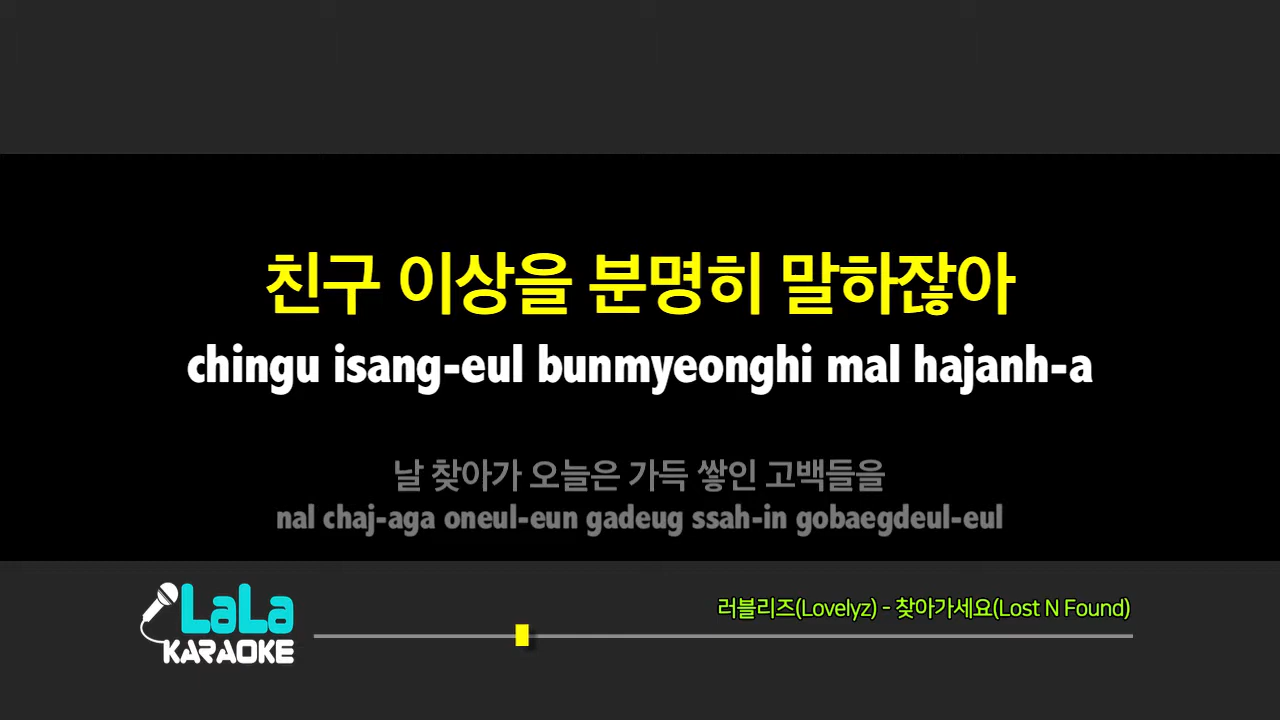 친구 이상을 분명히 말하잖아
chingu isang-eul bunmyeonghi mal hajanh-a
날 찾아가 오늘은 가득 쌓인 고백들을
nal chaj-aga oneul-eun gadeug ssah-in gobaegdeul-eul
러블리즈(Lovelyz) - 찾아가세요(Lost N Found)
LaLa
KARAOKE